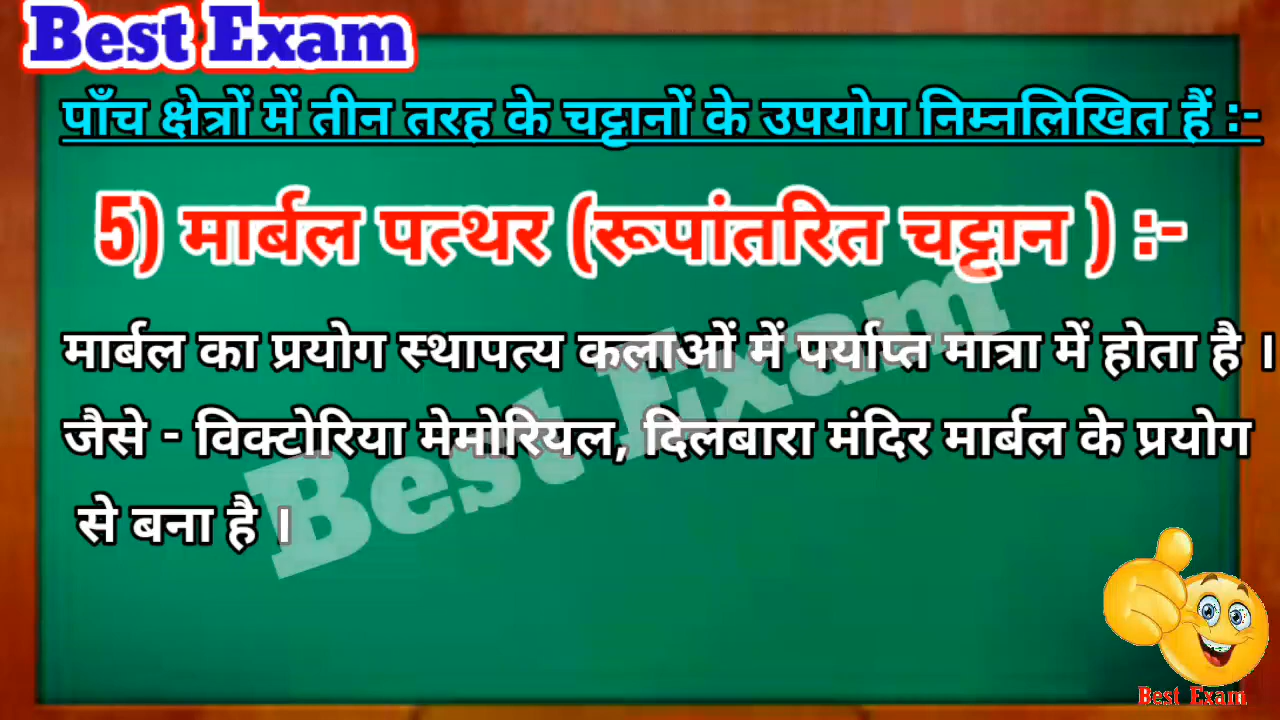 Best Exam
पाँच क्षेत्रों में तीन तरह के चट्टानों के उपयोग निम्नलिखित हैं :-
5) मार्बल पत्थर (रूपांतरित चट्टान ) :-
मार्बल का प्रयोग स्थापत्य कलाओं में पर्याप्त मात्रा में होता है ।
जैसे - विक्टोरिया मेमोरियल, दिलबारा मंदिर मार्बल के प्रयोग
से बना है ।
Best Exam
Best Exam